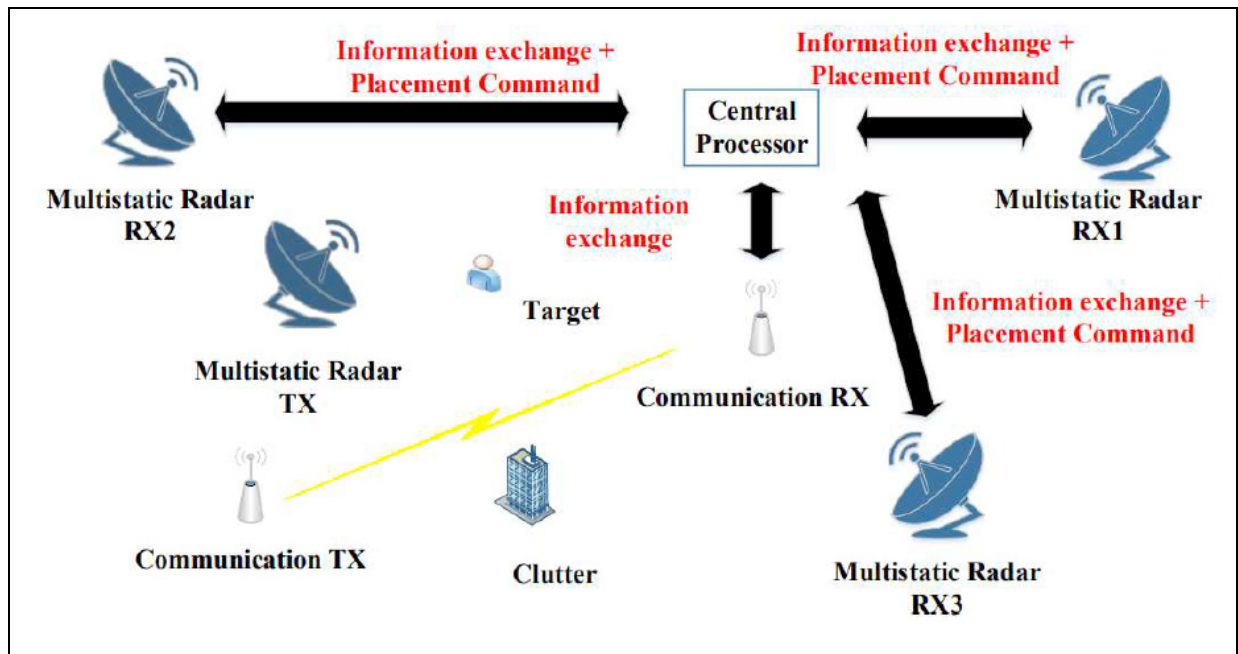 Information exchange +
Placement Command
Information exchange +
Placement Command
Central
Processor
Multistatic Radar
RX2
Multistatic Radar
RX1
Information
exchange
Target
Information exchange +
Placement Command
Multistatic Radar
TX
Communication RX
Communication TX
Clutter
Multistatic Radar
RX3